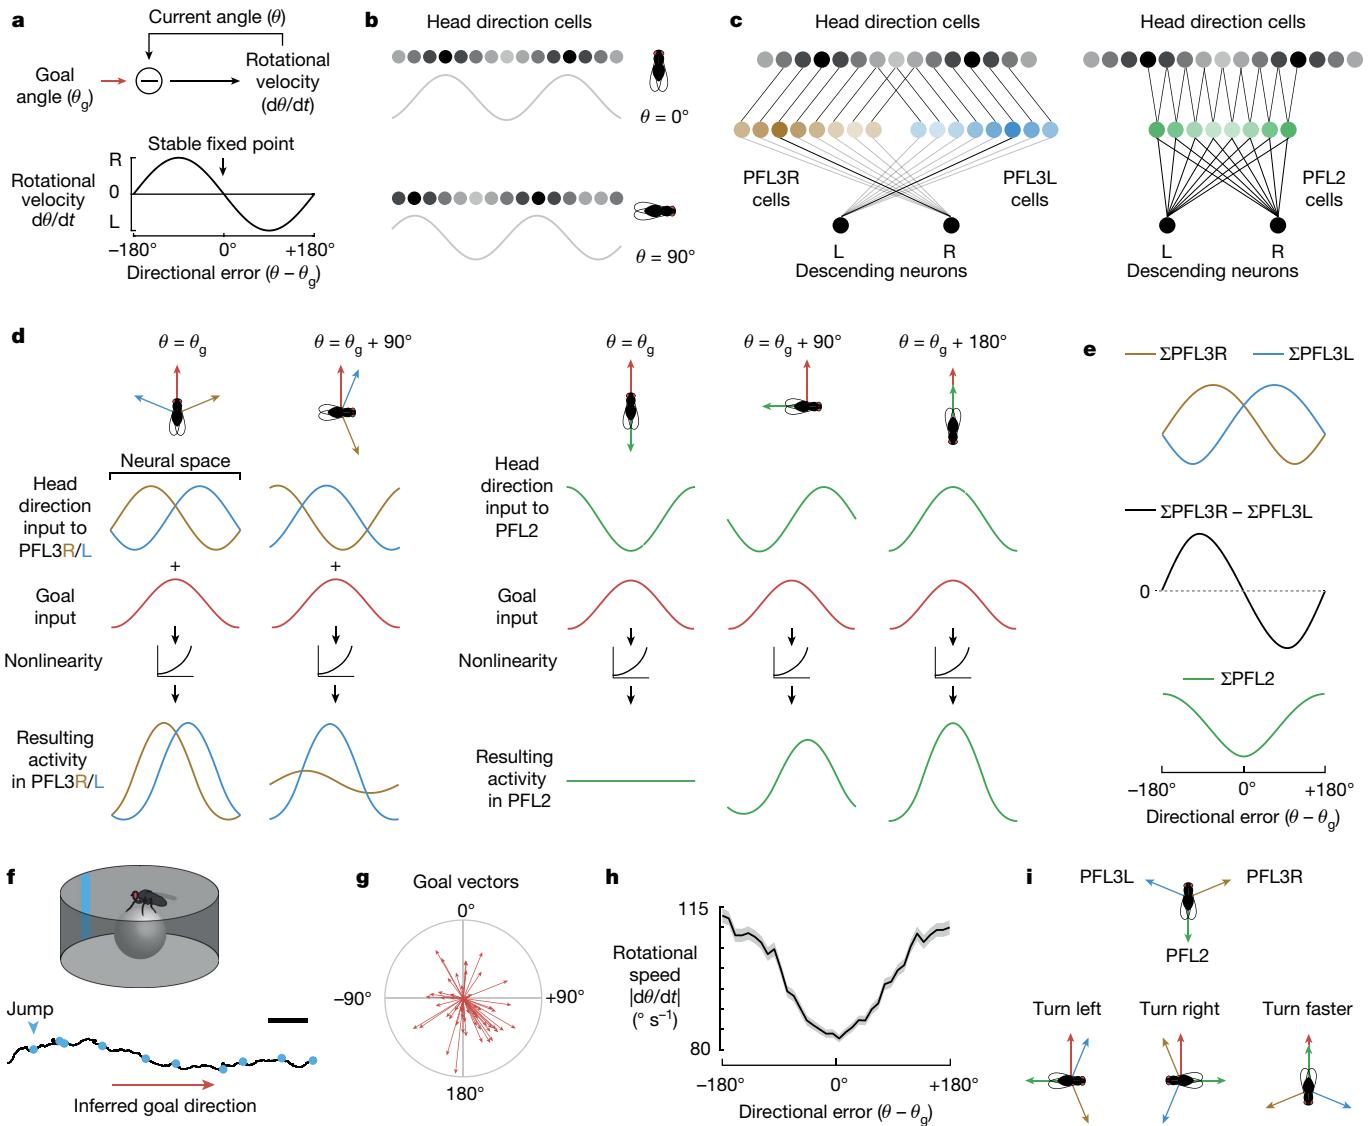 a
Current angle (θ)
Goal
angle (θg)
Rotational
velocity
(dθ/dt)
Stable fixed point
Rotational
velocity
dθ/dt
R
0
L
−180°
0°
+180°
Directional error (θ − θg)
b
Head direction cells
θ = 0°
θ = 90°
c
Head direction cells
PFL3R
cells
PFL3L
cells
L
R
Descending neurons
Head direction cells
PFL2
cells
L
R
Descending neurons
d
θ = θg
θ = θg + 90°
Neural space
Head
direction
input to
PFL3R/L
+
+
Goal
input
Nonlinearity
Resulting
activity
in PFL3R/L
θ = θg
θ = θg + 90°
θ = θg + 180°
Head
direction
input to
PFL2
Goal
input
Nonlinearity
Resulting
activity
in PFL2
e
ΣPFL3R
ΣPFL3L
ΣPFL3R − ΣPFL3L
0
ΣPFL2
−180°
0°
+180°
Directional error (θ − θg)
f
Jump
Inferred goal direction
g
Goal vectors
0°
−90°
+90°
180°
h
115
Rotational
speed
|dθ/dt|
(° s⁻¹)
80
−180°
0°
+180°
Directional error (θ − θg)
i
PFL3L
PFL3R
PFL2
Turn left
Turn right
Turn faster